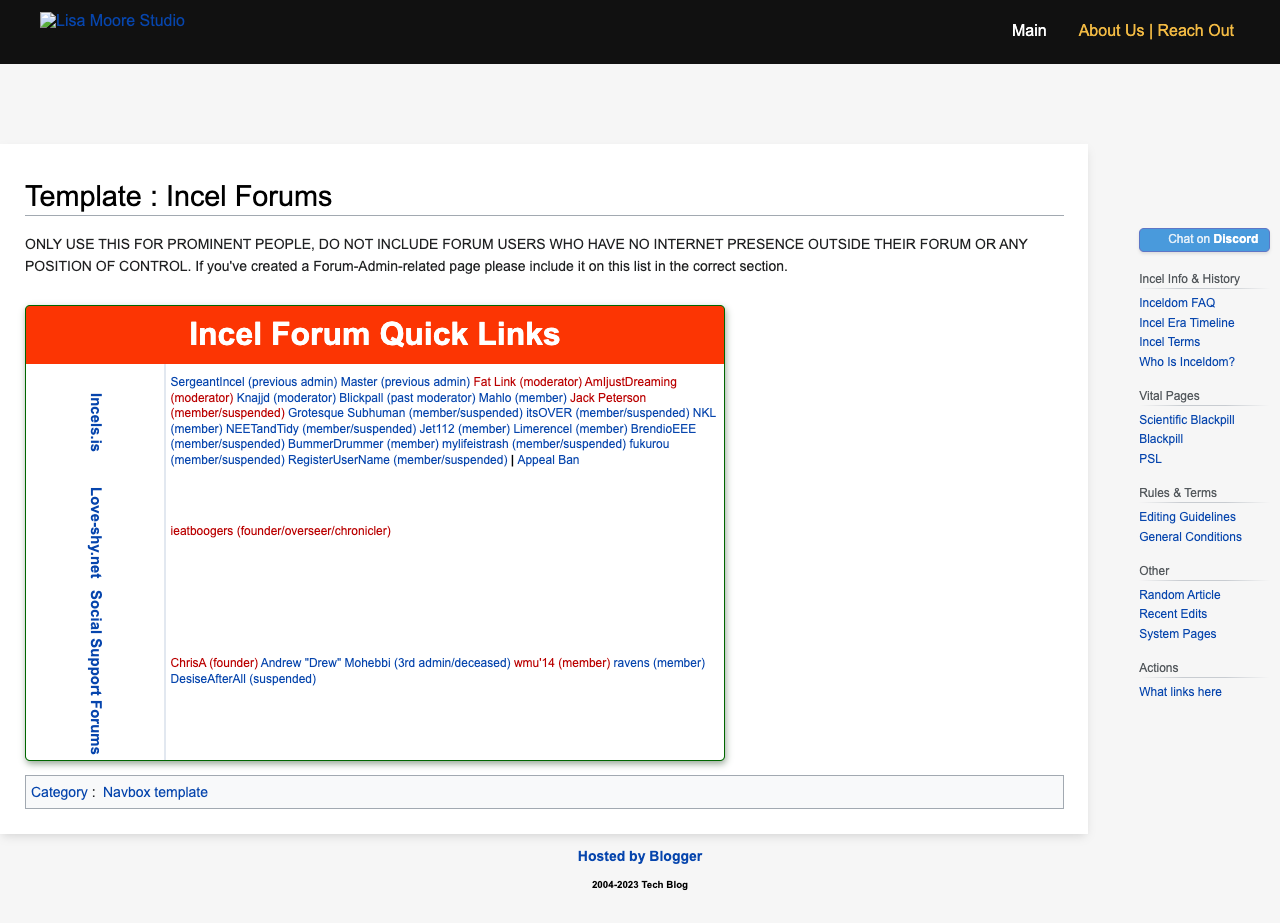 Lisa Moore Studio
Main
About Us | Reach Out
Template : Incel Forums
ONLY USE THIS FOR PROMINENT PEOPLE, DO NOT INCLUDE FORUM USERS WHO HAVE NO INTERNET PRESENCE OUTSIDE THEIR FORUM OR ANY
POSITION OF CONTROL. If you've created a Forum-Admin-related page please include it on this list in the correct section.
Incel Forum Quick Links
Incels.is
SergeantIncel (previous admin) Master (previous admin) Fat Link (moderator) AmIjustDreaming
(moderator) Knajjd (moderator) Blickpall (past moderator) Mahlo (member) Jack Peterson
(member/suspended) Grotesque Subhuman (member/suspended) itsOVER (member/suspended) NKL
(member) NEETandTidy (member/suspended) Jet112 (member) Limerencel (member) BrendioEEE
(member/suspended) BummerDrummer (member) mylifeistrash (member/suspended) fukurou
(member/suspended) RegisterUserName (member/suspended) | Appeal Ban
Love-shy.net
ieatboogers (founder/overseer/chronicler)
Social Support Forums
ChrisA (founder) Andrew "Drew" Mohebbi (3rd admin/deceased) wmu'14 (member) ravens (member)
DesiseAfterAll (suspended)
Category :  Navbox template
Chat on Discord
Incel Info & History
Inceldom FAQ
Incel Era Timeline
Incel Terms
Who Is Inceldom?
Vital Pages
Scientific Blackpill
Blackpill
PSL
Rules & Terms
Editing Guidelines
General Conditions
Other
Random Article
Recent Edits
System Pages
Actions
What links here
Hosted by Blogger
2004-2023 Tech Blog